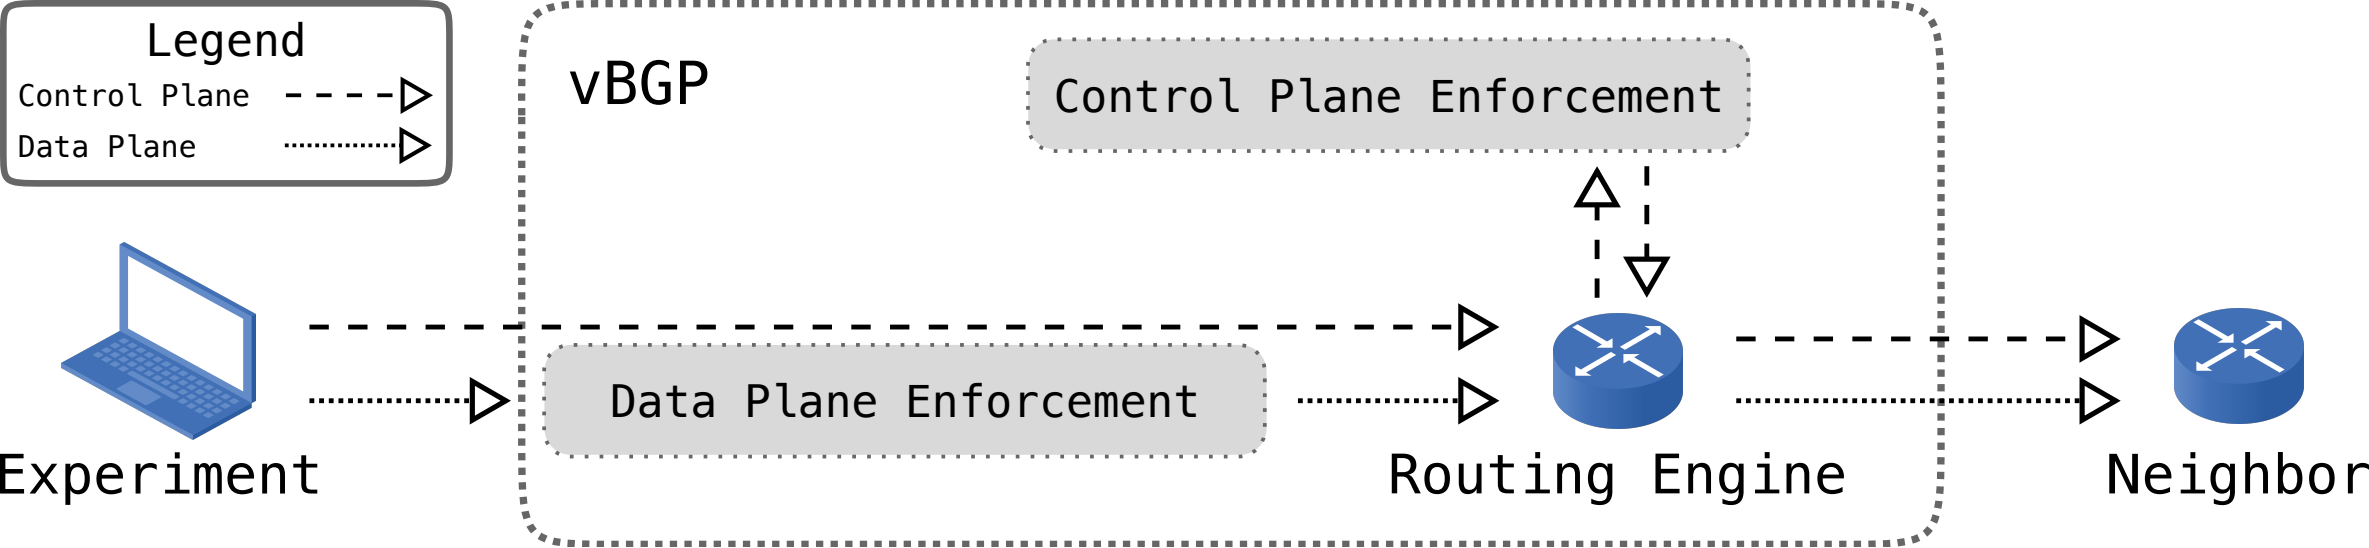 Legend
Control Plane
Data Plane
vBGP
Control Plane Enforcement
Data Plane Enforcement
Experiment
Routing Engine
Neighbor